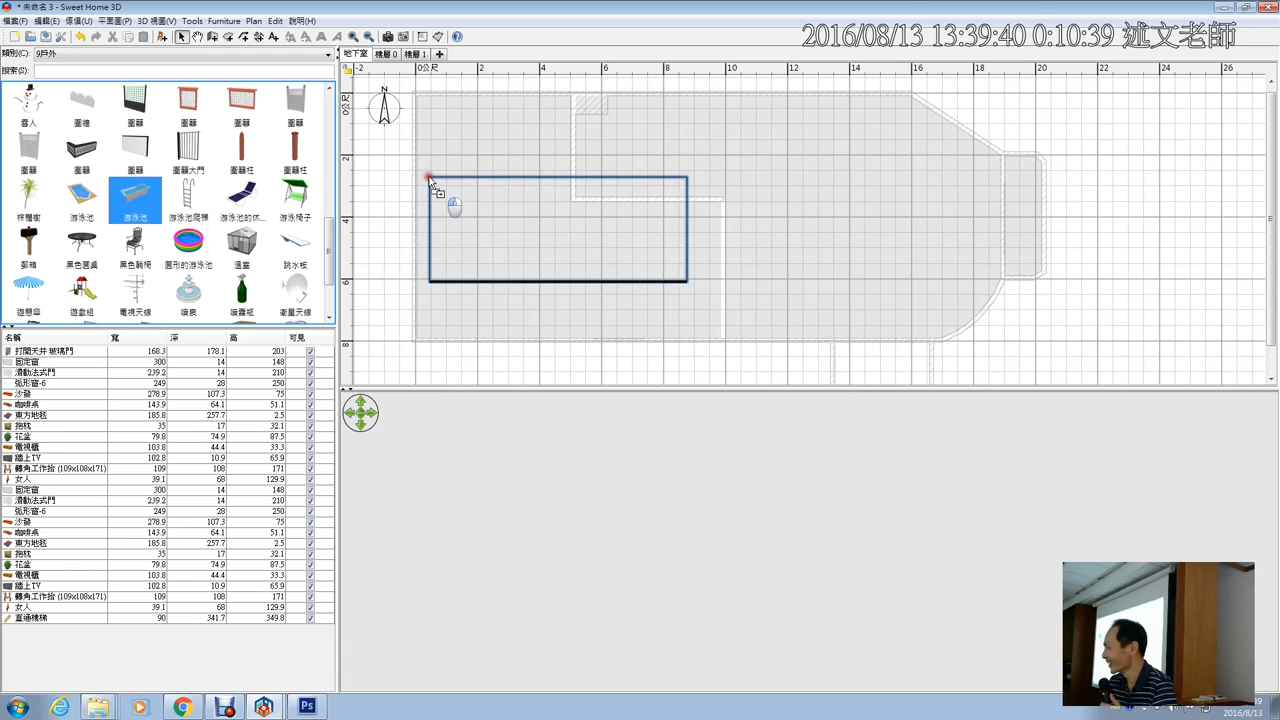 * 未命名 3 - Sweet Home 3D
檔案(F) 編輯(E) 傢俱(U) 平面圖(P) 3D 視圖(V) Tools Furniture Plan Edit 說明(H)
2016/08/13 13:39:40 0:10:39 述文老師
類別(C): 9戶外
搜索(S):
地下室 樓層 0 樓層 1
-2 0公尺 2 4 6 8 10 12 14 16 18 20 22 24 26
N
0公尺
2
4
6
8
雪人 圍牆 圍籬 圍籬 圍籬 圍籬
圍籬 圍籬 圍籬 圍籬大門 圍籬柱 圍籬柱
棕櫚樹 游泳池 游泳池 游泳池爬梯 游泳池的休... 游泳椅子
郵箱 黑色圓桌 黑色躺椅 圓形的游泳池 溫室 跳水板
遮戀傘 遊戲組 電視天線 噴泉 噴霧瓶 衛星天線
名稱 寬 深 高 可見
打開天井 玻璃門 168.3 178.1 203
固定窗 300 14 148
滑動法式門 239.2 14 210
弧形窗-6 249 28 250
沙發 278.9 107.3 75
咖啡桌 143.9 64.1 51.1
東方地毯 185.8 257.7 2.5
抱枕 35 17 32.1
花盆 79.8 74.9 87.5
電視櫃 103.8 44.4 33.3
牆上TV 102.8 10.9 65.9
轉角工作抬 (109x108x171) 109 108 171
女人 39.1 68 129.9
固定窗 300 14 148
滑動法式門 239.2 14 210
弧形窗-6 249 28 250
沙發 278.9 107.3 75
咖啡桌 143.9 64.1 51.1
東方地毯 185.8 257.7 2.5
抱枕 35 17 32.1
花盆 79.8 74.9 87.5
電視櫃 103.8 44.4 33.3
牆上TV 102.8 10.9 65.9
轉角工作抬 (109x108x171) 109 108 171
女人 39.1 68 129.9
直通樓梯 90 341.7 349.8
Ps
2016/8/13